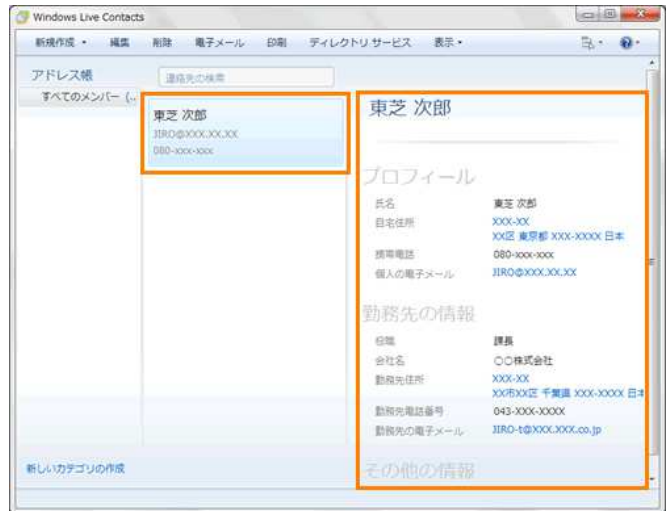 Windows Live Contacts
新規作成 編集 削除 電子メール 印刷 ディレクトリ サービス 表示
アドレス帳
連絡先の検索
すべてのメンバー (..
東芝 次郎
JIRO@XXX.XX.XX
080-xxx-xxx
東芝 次郎
プロフィール
氏名 東芝 次郎
自宅住所 XXX-XX
XX区 東京都 XXX-XXXX 日本
携帯電話 080-xxx-xxx
個人の電子メール JIRO@XXX.XX.XX
勤務先の情報
役職 課長
会社名 〇〇株式会社
勤務先住所 XXX-XX
XX市XX区 千葉県 XXX-XXXX 日本
勤務先電話番号 043-XXX-XXXX
勤務先の電子メール JIRO-t@XXX.XXX.co.jp
その他の情報
新しいカテゴリの作成